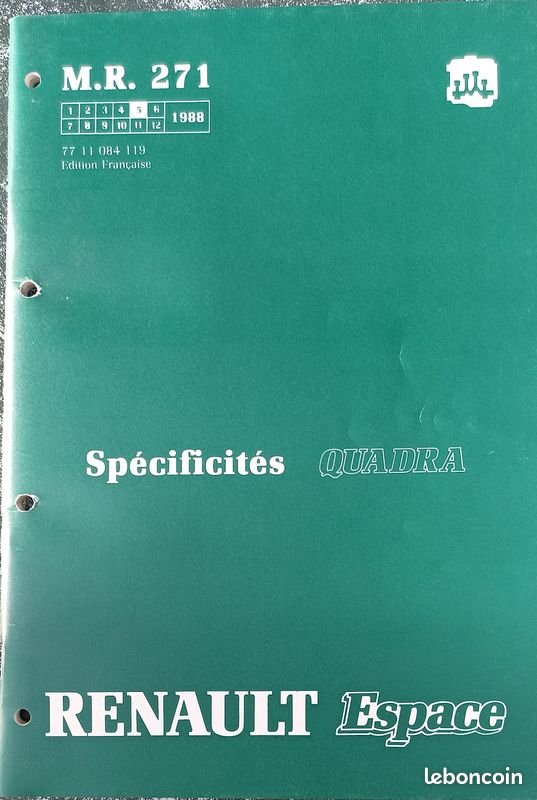 M.R. 271
1 2 3 4 5 6
7 8 9 10 11 12
1988
77 11 084 119
Edition Française
Spécificités QUADRA
RENAULT Espace
leboncoin